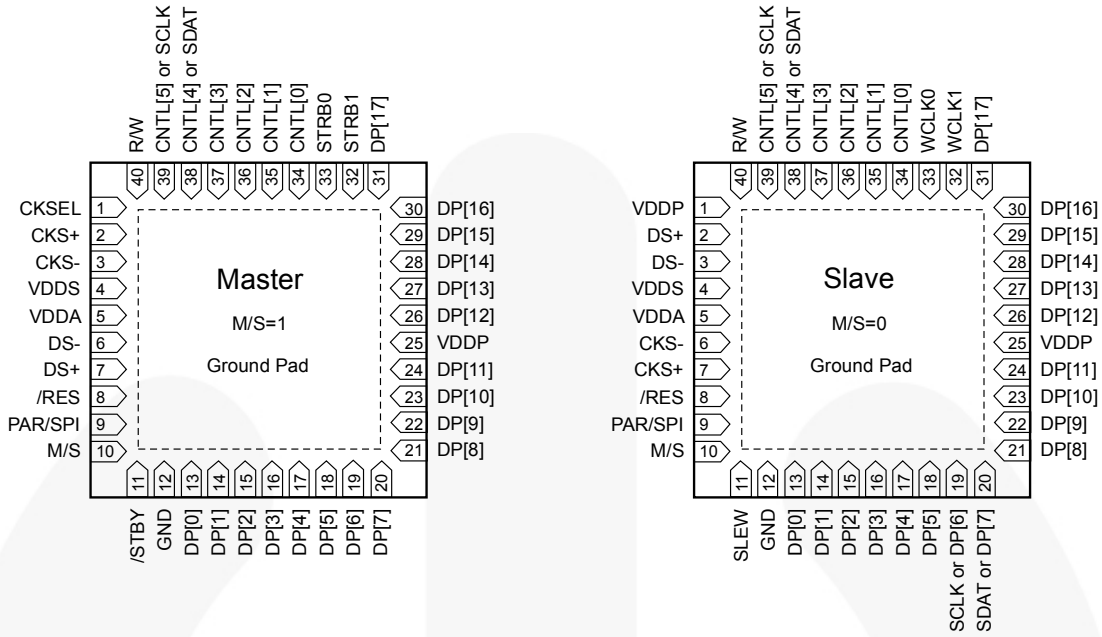 R/W
CNTL[5] or SCLK
CNTL[4] or SDAT
CNTL[3]
CNTL[2]
CNTL[1]
CNTL[0]
STRB0
STRB1
DP[17]
40 39 38 37 36 35 34 33 32 31
CKSEL 1
CKS+ 2
CKS- 3
VDDS 4
VDDA 5
DS- 6
DS+ 7
/RES 8
PAR/SPI 9
M/S 10
Master
M/S=1
Ground Pad
30 DP[16]
29 DP[15]
28 DP[14]
27 DP[13]
26 DP[12]
25 VDDP
24 DP[11]
23 DP[10]
22 DP[9]
21 DP[8]
11 12 13 14 15 16 17 18 19 20
/STBY
GND
DP[0]
DP[1]
DP[2]
DP[3]
DP[4]
DP[5]
DP[6]
DP[7]
R/W
CNTL[5] or SCLK
CNTL[4] or SDAT
CNTL[3]
CNTL[2]
CNTL[1]
CNTL[0]
WCLK0
WCLK1
DP[17]
40 39 38 37 36 35 34 33 32 31
VDDP 1
DS+ 2
DS- 3
VDDS 4
VDDA 5
CKS- 6
CKS+ 7
/RES 8
PAR/SPI 9
M/S 10
Slave
M/S=0
Ground Pad
30 DP[16]
29 DP[15]
28 DP[14]
27 DP[13]
26 DP[12]
25 VDDP
24 DP[11]
23 DP[10]
22 DP[9]
21 DP[8]
11 12 13 14 15 16 17 18 19 20
SLEW
GND
DP[0]
DP[1]
DP[2]
DP[3]
DP[4]
DP[5]
SCLK or DP[6]
SDAT or DP[7]